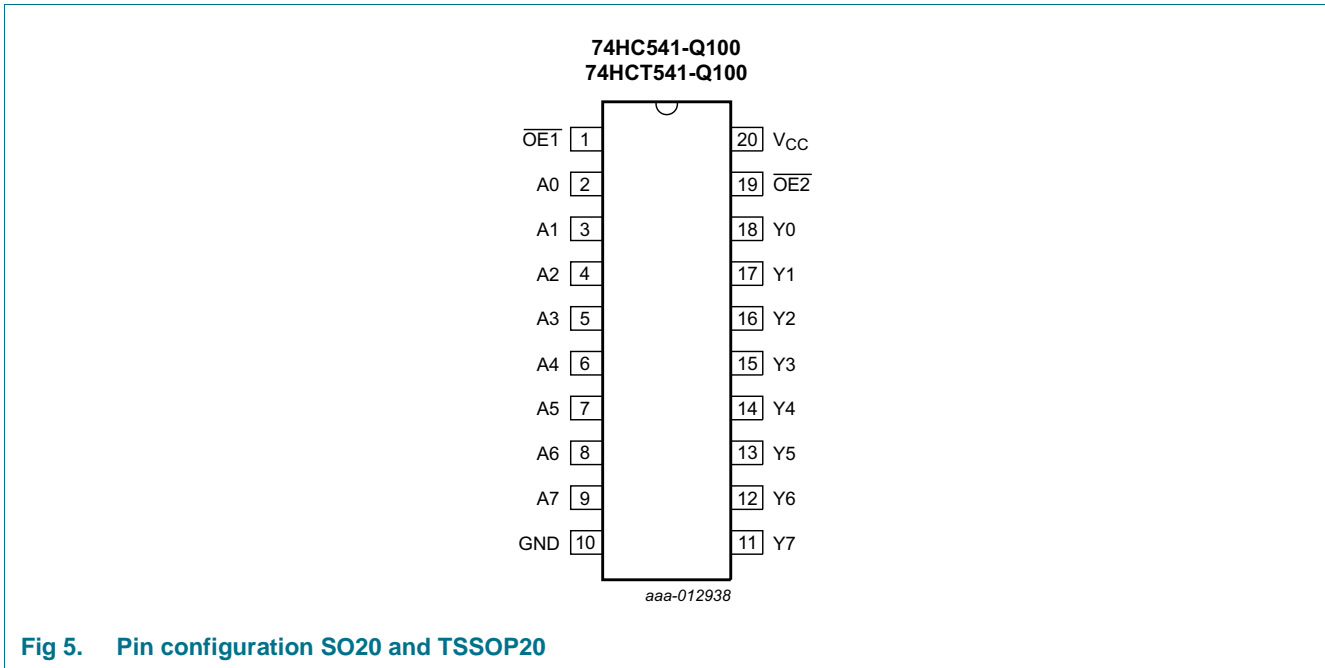 74HC541-Q100
74HCT541-Q100
OE1 1 20 VCC
A0 2 19 OE2
A1 3 18 Y0
A2 4 17 Y1
A3 5 16 Y2
A4 6 15 Y3
A5 7 14 Y4
A6 8 13 Y5
A7 9 12 Y6
GND 10 11 Y7
aaa-012938
Fig 5. Pin configuration SO20 and TSSOP20